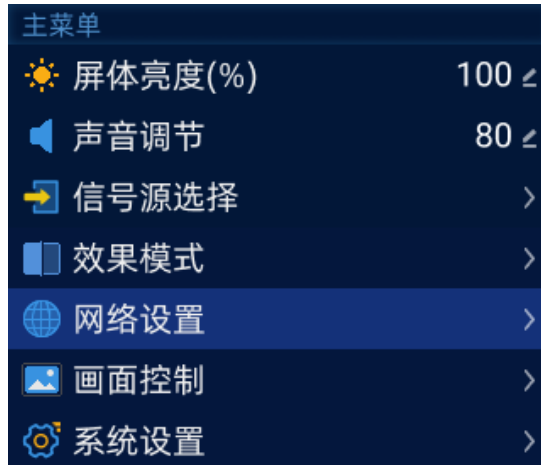 主菜单
屏体亮度(%) 100
声音调节 80
信号源选择
效果模式
网络设置
画面控制
系统设置